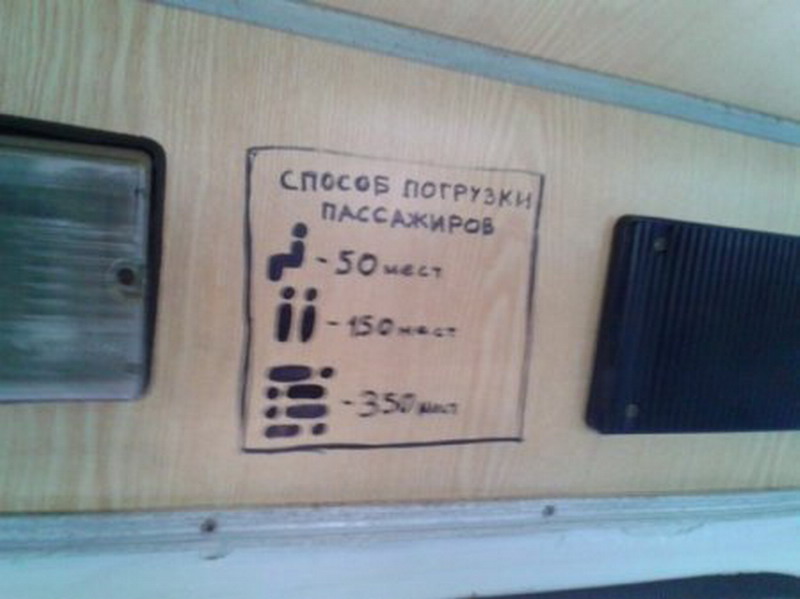 СПОСОБ ПОГРУЗКИ
ПАССАЖИРОВ
- 50 мест
- 150 мест
- 350 мест